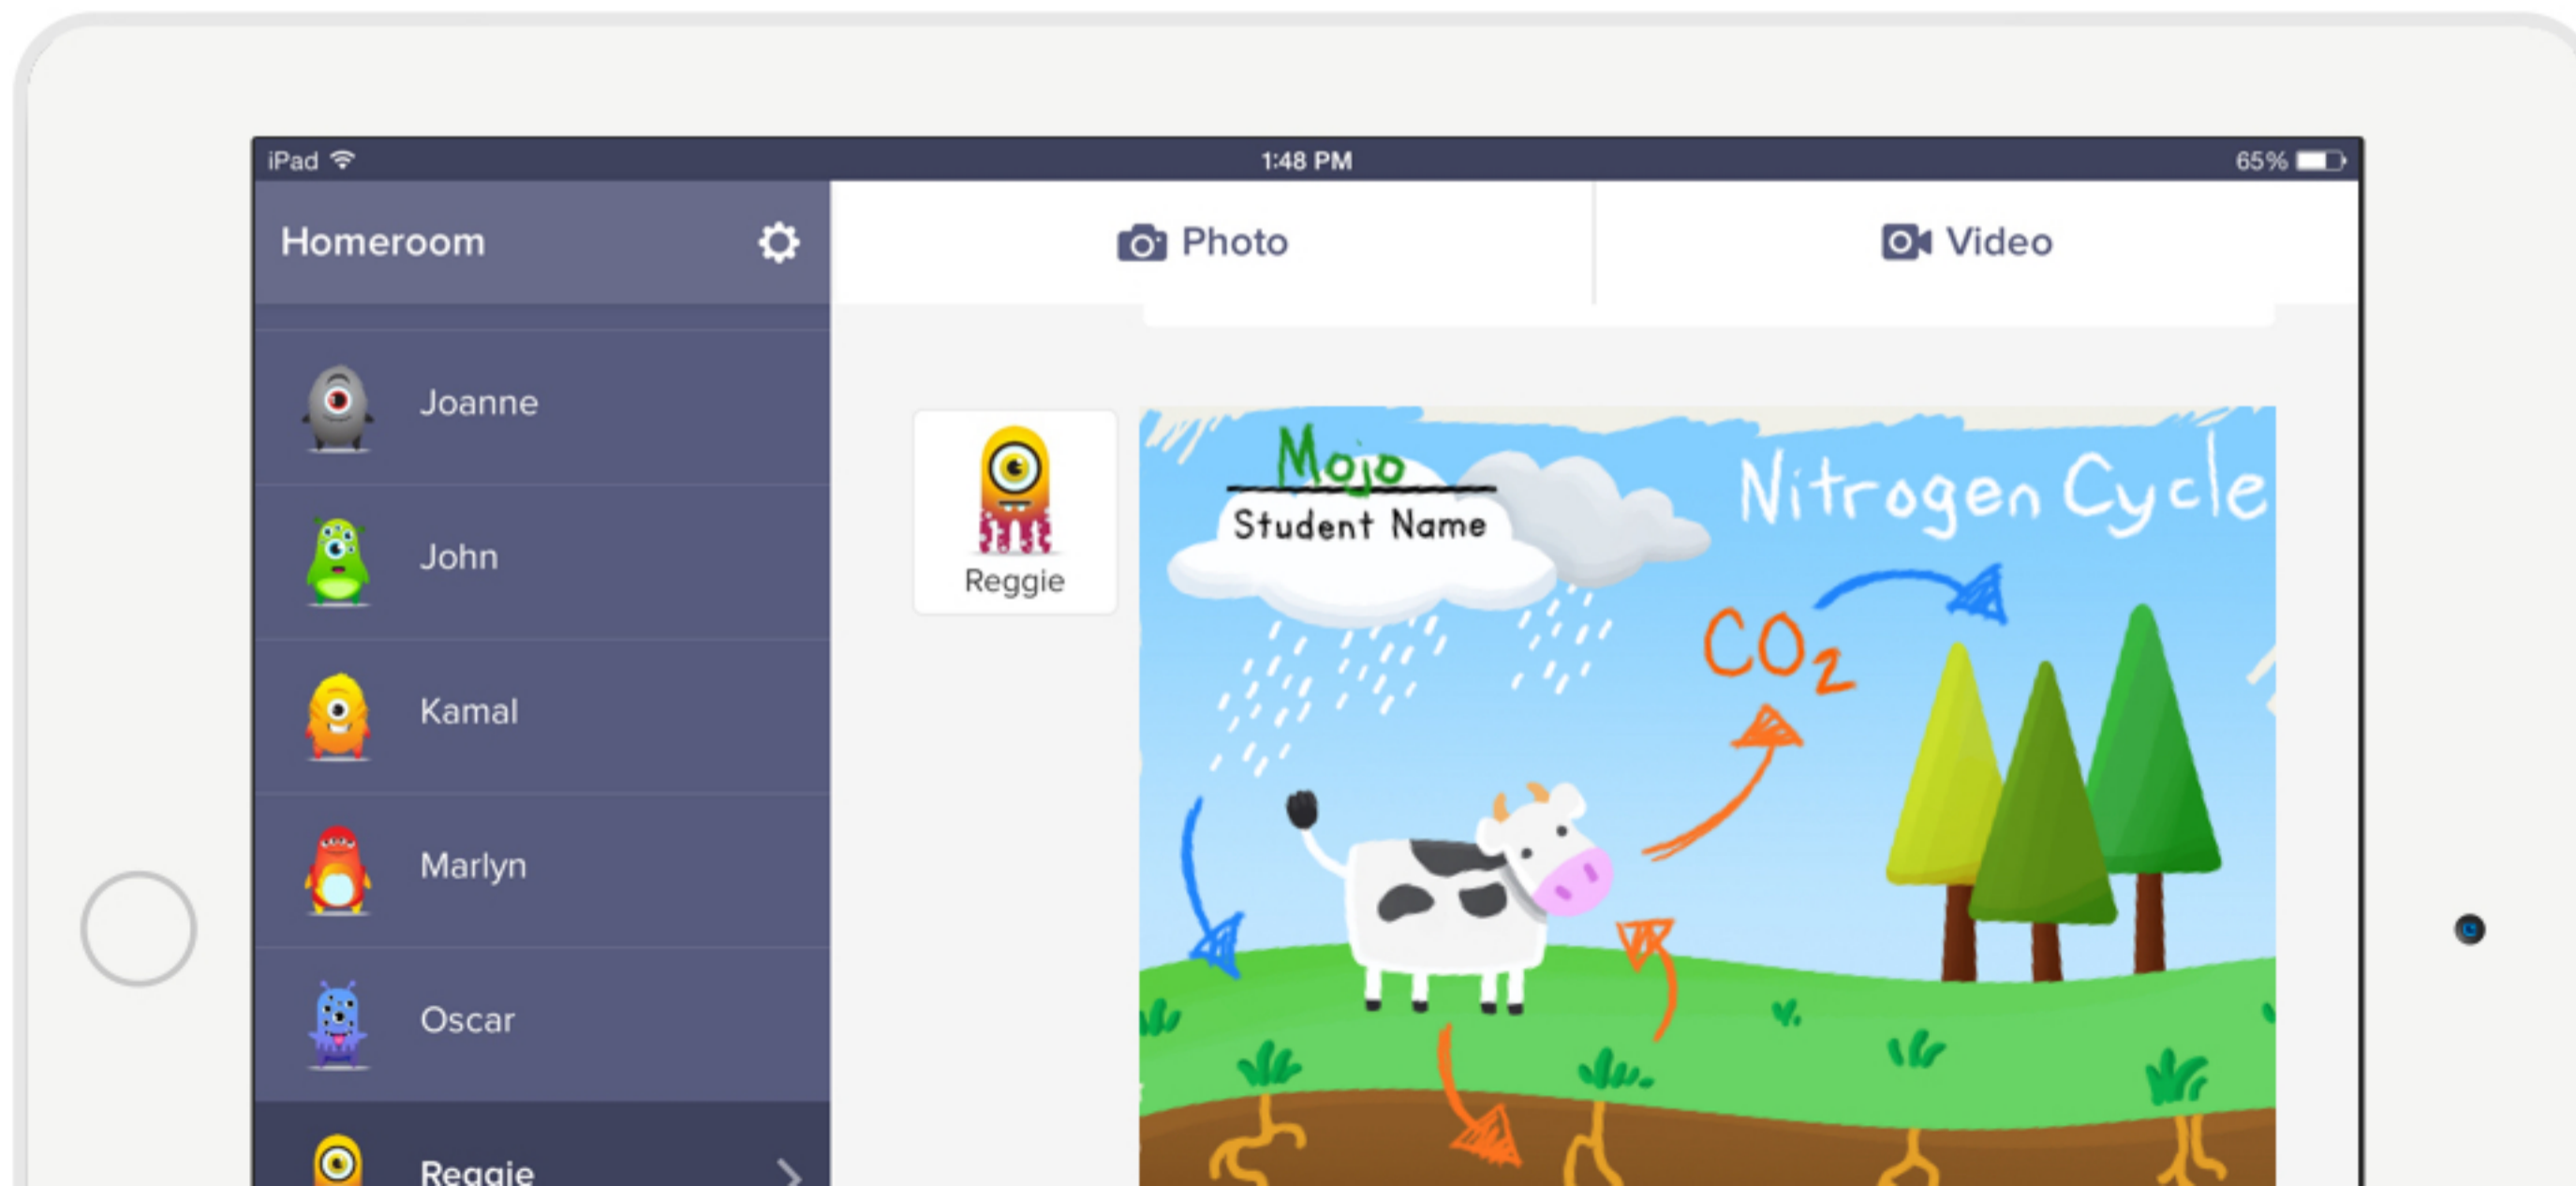 iPad
1:48 PM
65%
Homeroom
Photo
Video
Joanne
John
Kamal
Marlyn
Oscar
Reggie
Reggie
Mojo
Student Name
Nitrogen Cycle
CO₂